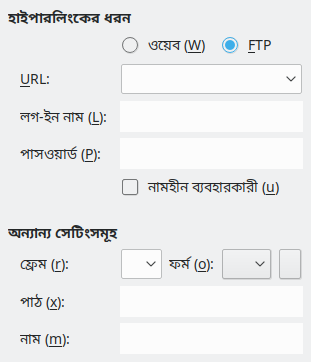 হাইপারলিংকের ধরন
ওয়েব (W) FTP
URL:
লগ-ইন নাম (L):
পাসওয়ার্ড (P):
নামহীন ব্যবহারকারী (u)
অন্যান্য সেটিংসমূহ
ফ্রেম (r): ফর্ম (o):
পাঠ (x):
নাম (m):